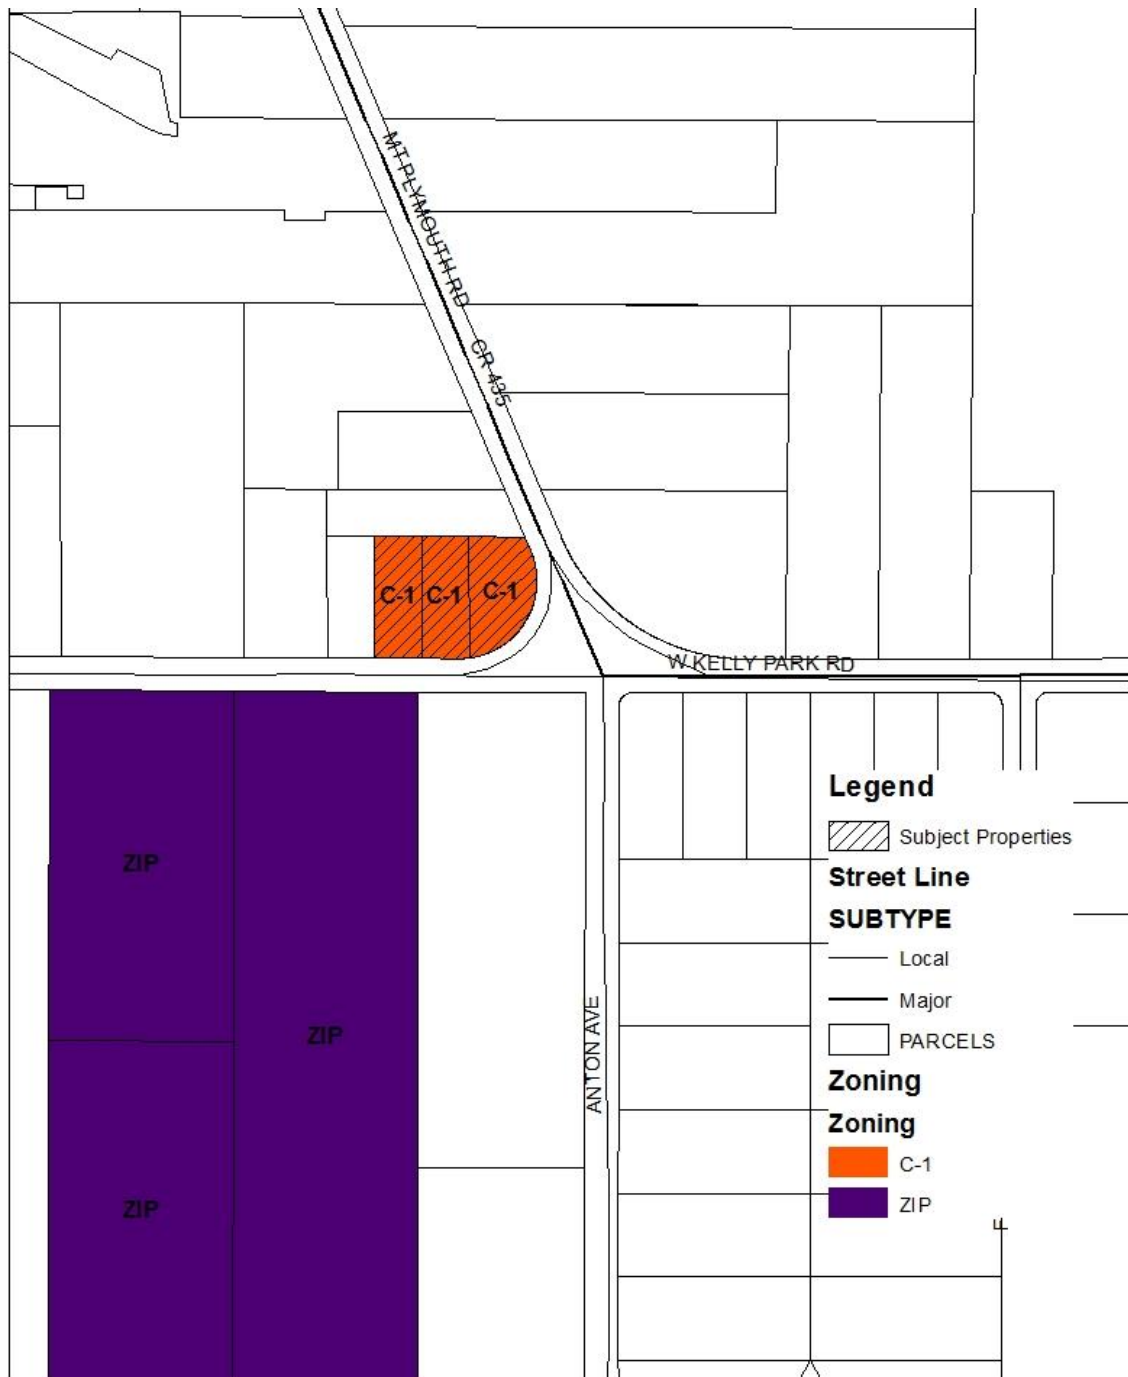 MT PLYMOUTH RD
CR 435
C-1
C-1
C-1
W KELLY PARK RD
ZIP
ZIP
ZIP
ANTON AVE
Legend
Subject Properties
Street Line
SUBTYPE
Local
Major
PARCELS
Zoning
Zoning
C-1
ZIP